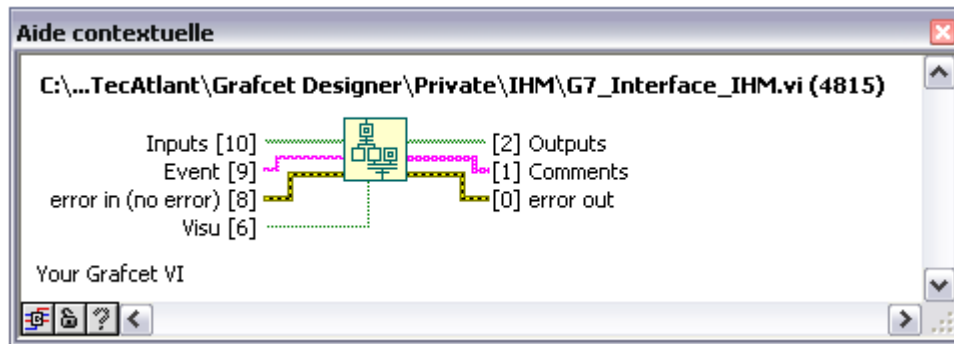 Aide contextuelle
C:\...TecAtlant\Grafcet Designer\Private\IHM\G7_Interface_IHM.vi (4815)
Inputs [10] [2] Outputs
Event [9] [1] Comments
error in (no error) [8] [0] error out
Visu [6]
Your Grafcet VI